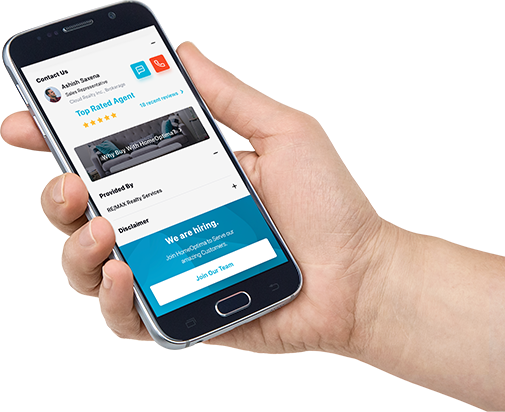 Contact Us
Ashish Saxena
Sales Representative
Cloud Realty Inc., Brokerage
Top Rated Agent
18 recent reviews >
Why Buy With HomeOptima?
Provided By
RE/MAX Realty Services
Disclaimer
We are hiring.
Join HomeOptima to Serve our
amazing Customers.
Join Our Team